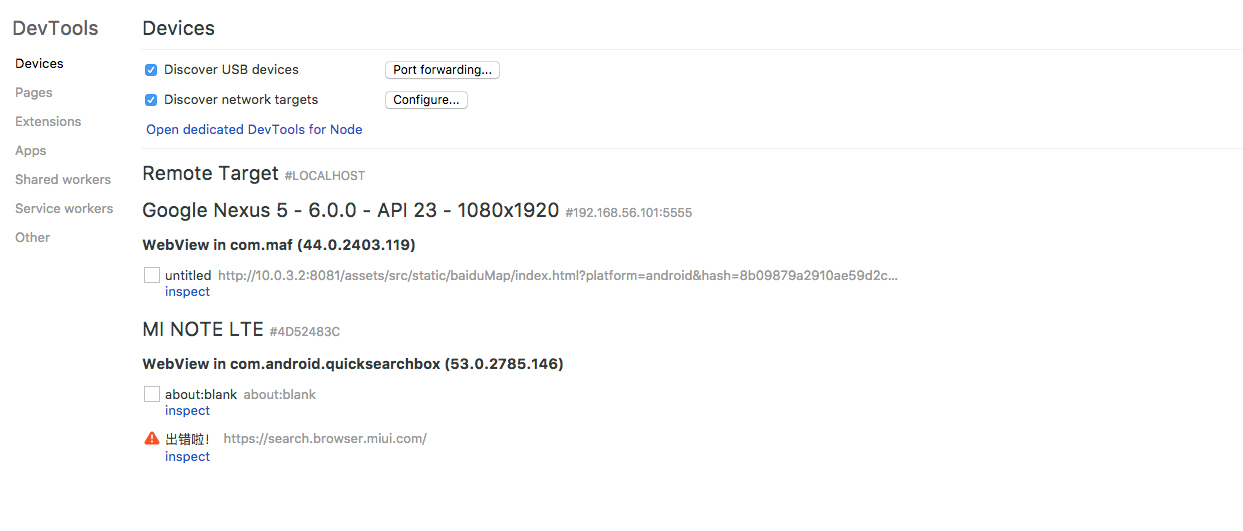 DevTools
Devices
Pages
Extensions
Apps
Shared workers
Service workers
Other
Devices
Discover USB devices Port forwarding...
Discover network targets Configure...
Open dedicated DevTools for Node
Remote Target #LOCALHOST
Google Nexus 5 - 6.0.0 - API 23 - 1080x1920 #192.168.56.101:5555
WebView in com.maf (44.0.2403.119)
untitled http://10.0.3.2:8081/assets/src/static/baiduMap/index.html?platform=android&hash=8b09879a2910ae59d2c...
inspect
MI NOTE LTE #4D52483C
WebView in com.android.quicksearchbox (53.0.2785.146)
about:blank about:blank
inspect
出错啦! https://search.browser.miui.com/
inspect